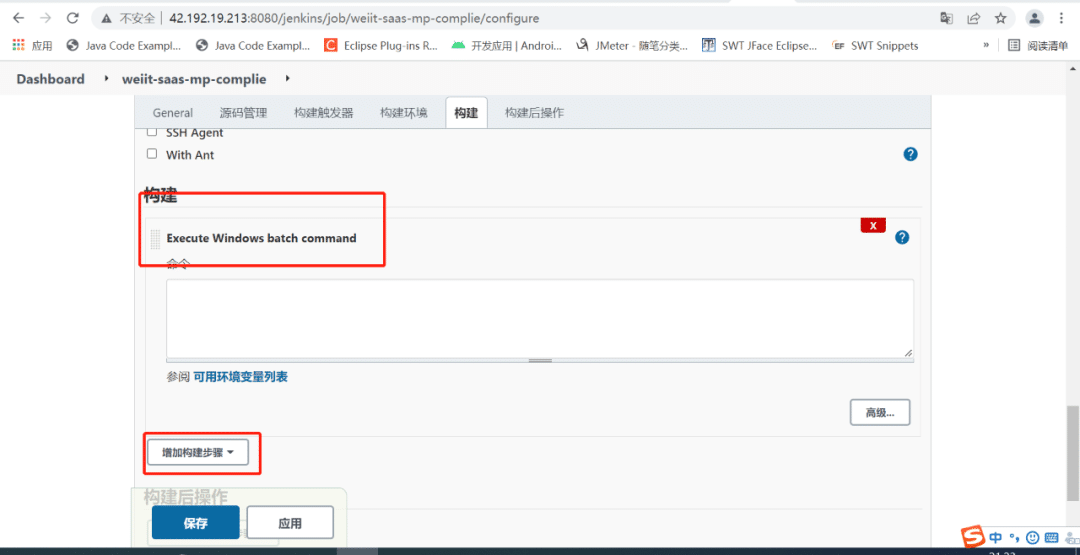 不安全 | 42.192.19.213:8080/jenkins/job/weiit-saas-mp-complie/configure
应用 Java Code Exampl... Java Code Exampl... Eclipse Plug-ins R... 开发应用 | Androi... JMeter - 随笔分类... SWT JFace Eclipse... SWT Snippets » 阅读清单
Dashboard weiit-saas-mp-complie
General 源码管理 构建触发器 构建环境 构建 构建后操作
SSH Agent
With Ant
构建
X
Execute Windows batch command
命令
参阅 可用环境变量列表
高级...
增加构建步骤
构建后操作
保存 应用
中